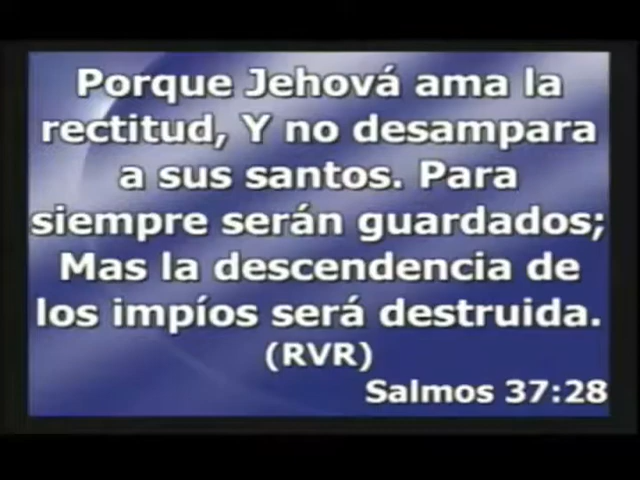 Porque Jehová ama la
rectitud, Y no desampara
a sus santos. Para
siempre serán guardados;
Mas la descendencia de
los impíos será destruida.
(RVR)
Salmos 37:28